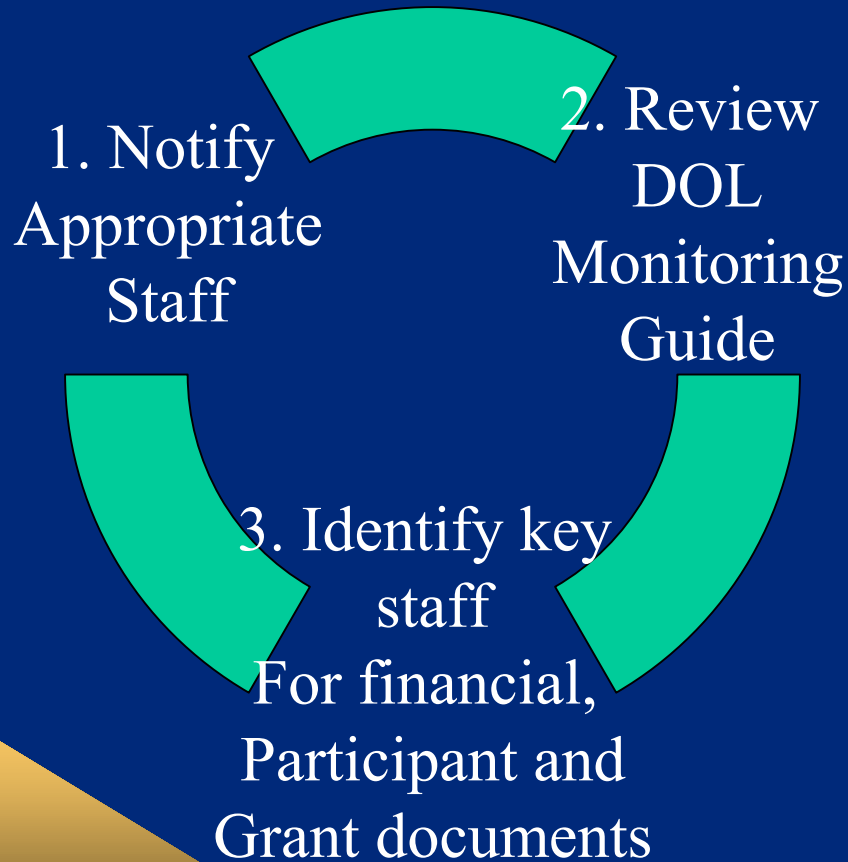 1. Notify
Appropriate
Staff
2. Review
DOL
Monitoring
Guide
3. Identify key
staff
For financial,
Participant and
Grant documents